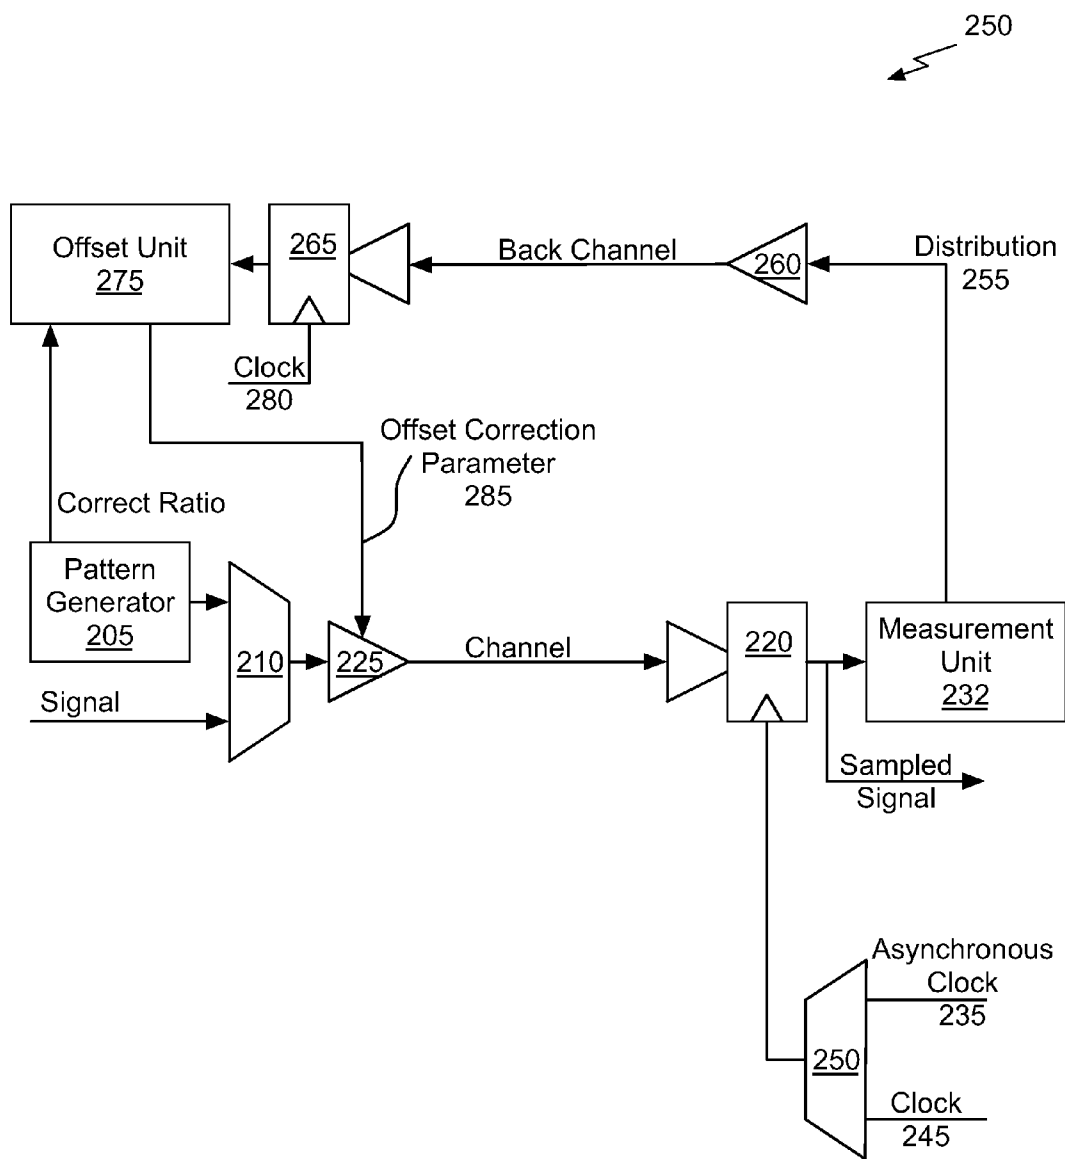 250
Offset Unit
275
265
Back Channel
260
Distribution
255
Clock
280
Offset Correction
Parameter
285
Correct Ratio
Pattern
Generator
205
210
225
Channel
220
Measurement
Unit
232
Signal
Sampled
Signal
Asynchronous
Clock
235
250
Clock
245